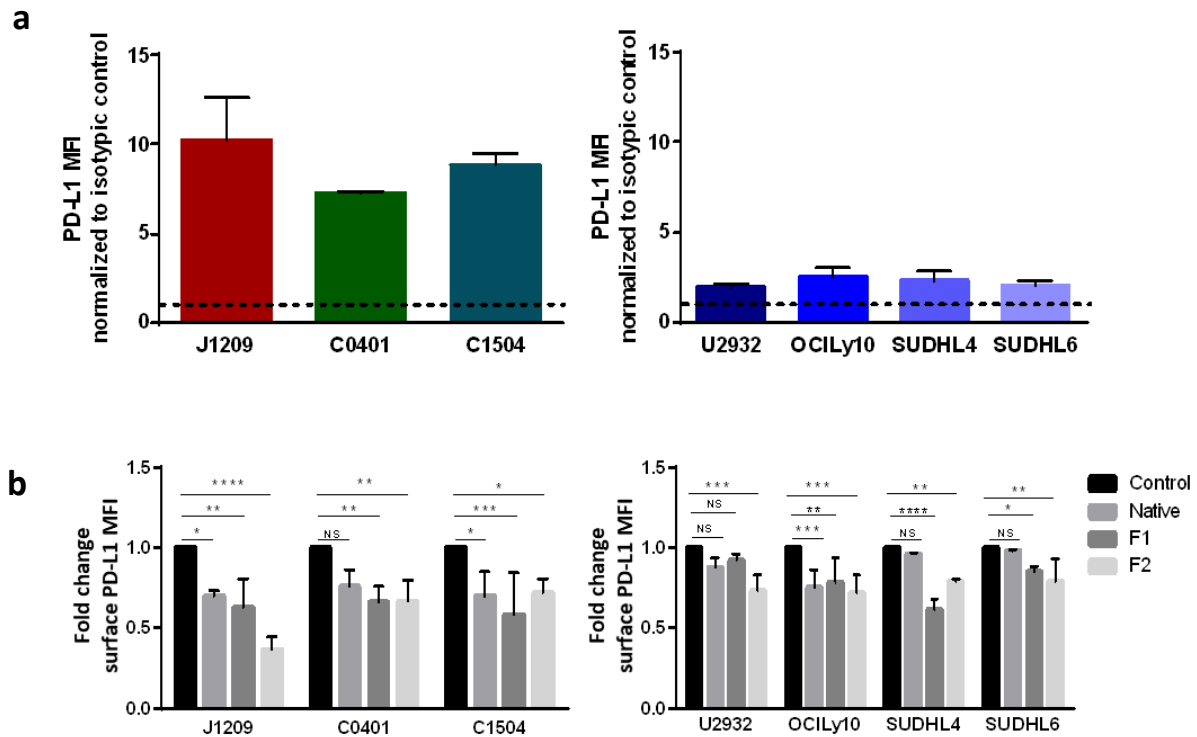 a
PD-L1 MFI
normalized to isotypic control
15
10
5
0
J1209 C0401 C1504
PD-L1 MFI
normalized to isotypic control
15
10
5
0
U2932 OCILy10 SUDHL4 SUDHL6
b
Fold change
surface PD-L1 MFI
1.5
1.0
0.5
0.0
**** ** *
** ** ***
* NS *
J1209 C0401 C1504
Fold change
surface PD-L1 MFI
1.5
1.0
0.5
0.0
*** *** ** **
NS ** **** *
NS *** NS NS
U2932 OCILy10 SUDHL4 SUDHL6
Control
Native
F1
F2